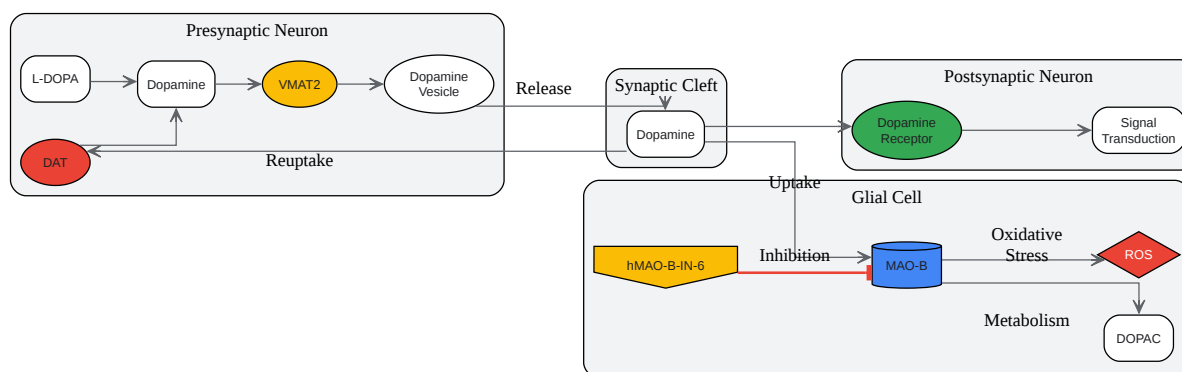 Presynaptic Neuron
L-DOPA
Dopamine
VMAT2
Dopamine
Vesicle
DAT
Release
Reuptake
Synaptic Cleft
Dopamine
Postsynaptic Neuron
Dopamine
Receptor
Signal
Transduction
Uptake
Glial Cell
hMAO-B-IN-6
Inhibition
MAO-B
Oxidative
Stress
ROS
Metabolism
DOPAC